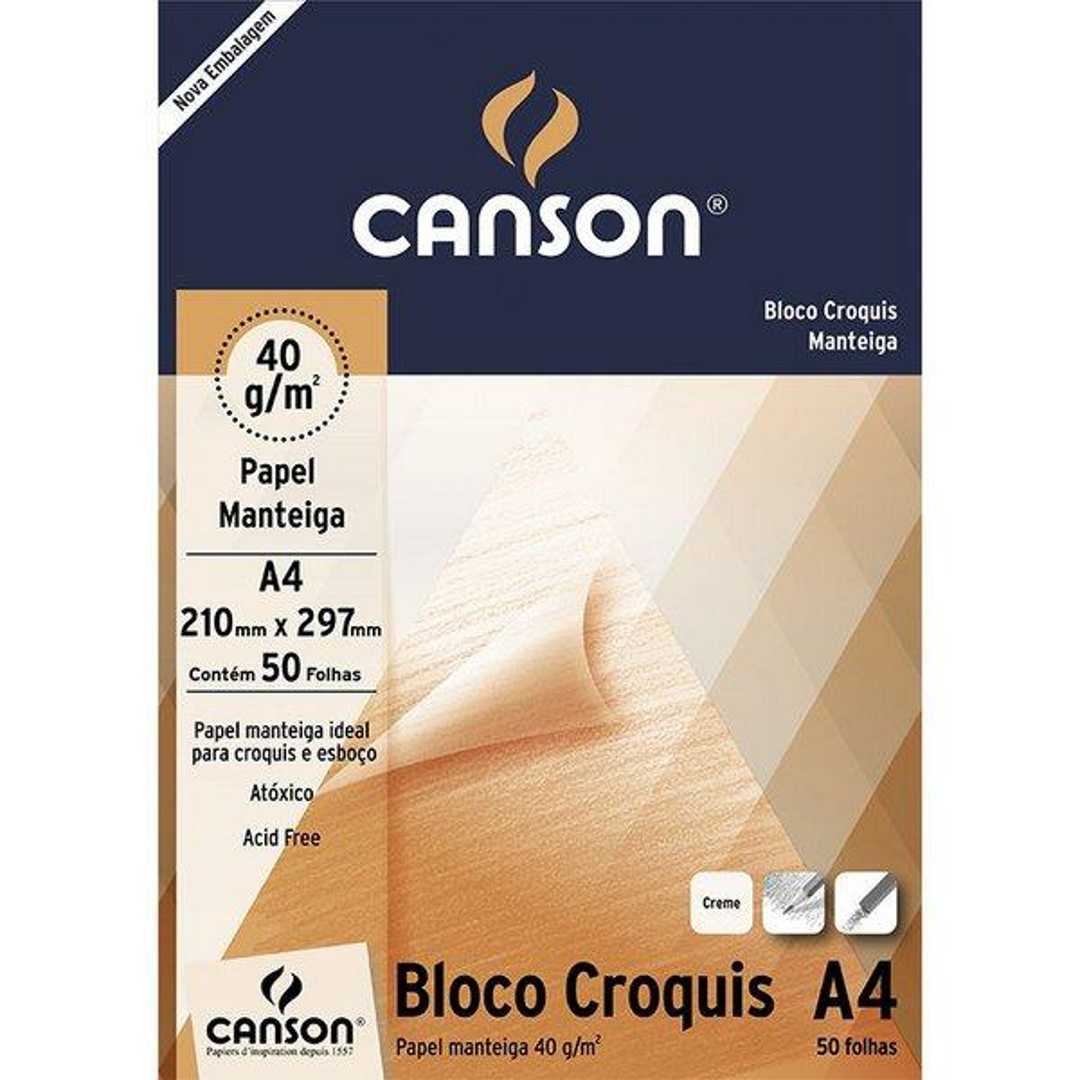 Nova Embalagem
CANSON®
Bloco Croquis
Manteiga
40
g/m²
Papel
Manteiga
A4
210mm x 297mm
Contém 50 Folhas
Papel manteiga ideal
para croquis e esboço
Atóxico
Acid Free
Creme
CANSON®
Papiers d'inspiration depuis 1557
Bloco Croquis A4
Papel manteiga 40 g/m²
50 folhas